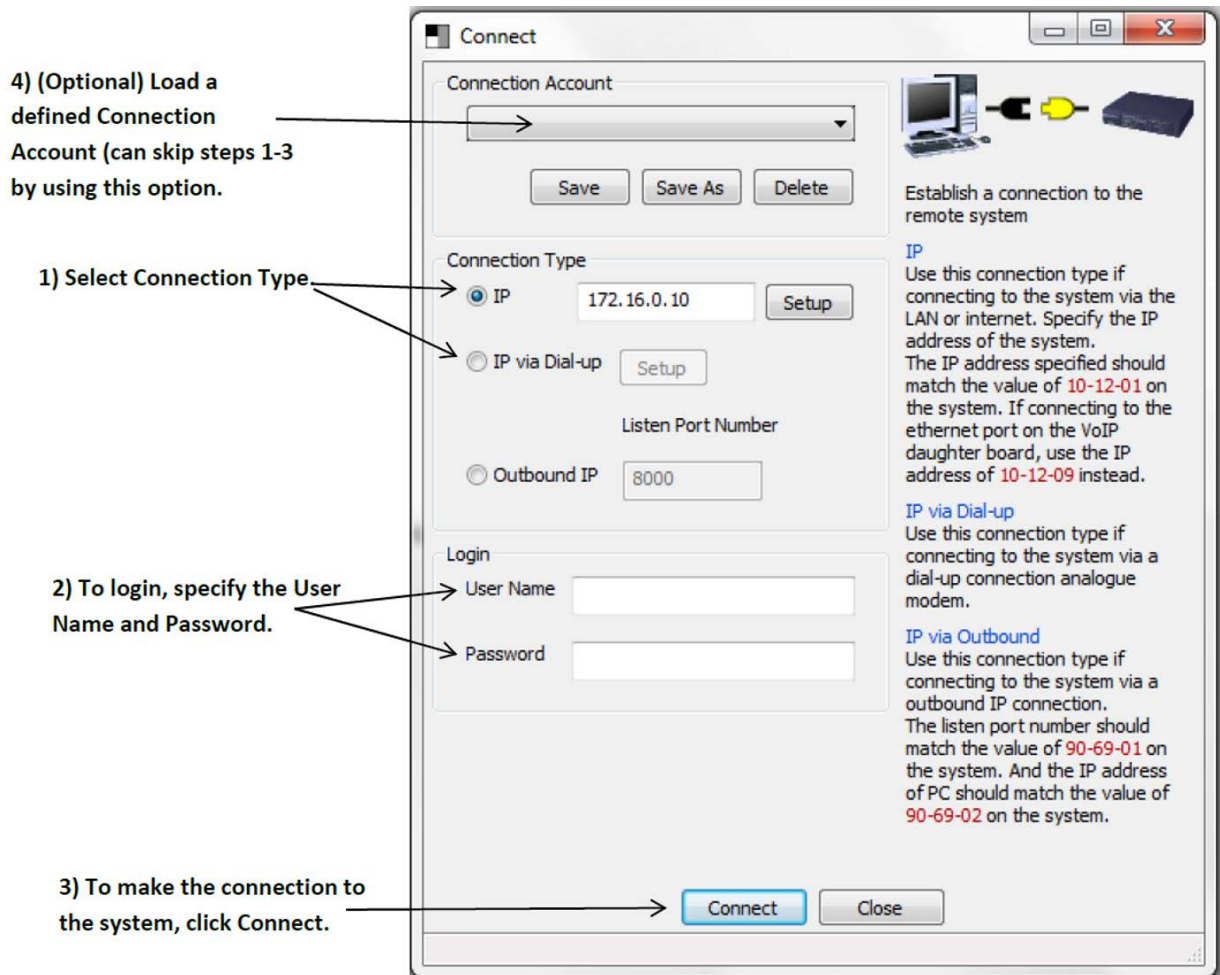 Connect
4) (Optional) Load a
defined Connection
Account (can skip steps 1-3
by using this option.
Connection Account
Save
Save As
Delete
1) Select Connection Type.
Connection Type
IP
172.16.0.10
Setup
IP via Dial-up
Setup
Listen Port Number
Outbound IP
8000
2) To login, specify the User
Name and Password.
Login
User Name
Password
3) To make the connection to
the system, click Connect.
Connect
Close
Establish a connection to the
remote system
IP
Use this connection type if
connecting to the system via the
LAN or internet. Specify the IP
address of the system.
The IP address specified should
match the value of 10-12-01 on
the system. If connecting to the
ethernet port on the VoIP
daughter board, use the IP
address of 10-12-09 instead.
IP via Dial-up
Use this connection type if
connecting to the system via a
dial-up connection analogue
modem.
IP via Outbound
Use this connection type if
connecting to the system via a
outbound IP connection.
The listen port number should
match the value of 90-69-01 on
the system. And the IP address
of PC should match the value of
90-69-02 on the system.